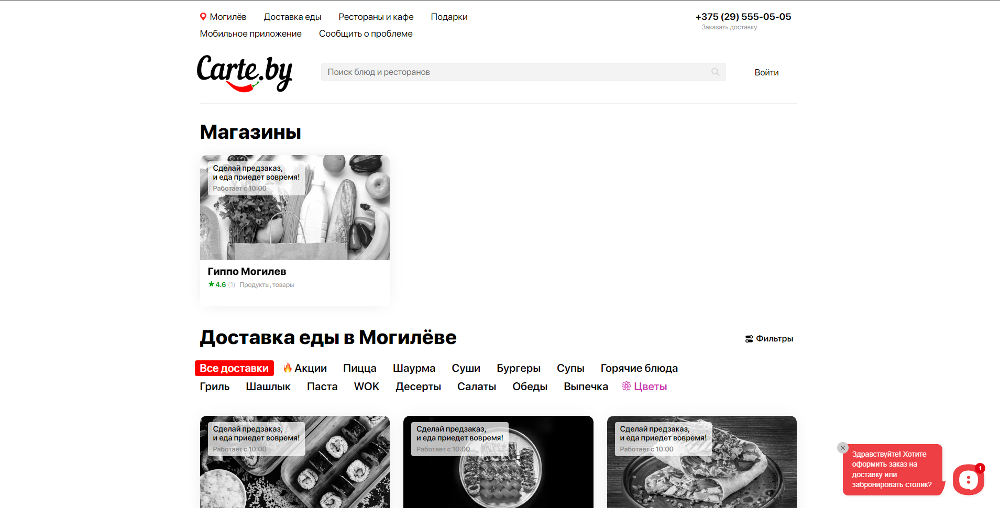 Могилёв Доставка еды Рестораны и кафе Подарки
+375 (29) 555-05-05
Заказать доставку
Мобильное приложение Сообщить о проблеме
Carte.by
Поиск блюд и ресторанов
Войти
Магазины
Сделай предзаказ,
и еда приедет вовремя!
Работает с 10:00
Гиппо Могилев
4.6 (1) Продукты, товары
Доставка еды в Могилёве
Фильтры
Все доставки Акции Пицца Шаурма Суши Бургеры Супы Горячие блюда
Гриль Шашлык Паста WOK Десерты Салаты Обеды Выпечка Цветы
Сделай предзаказ,
и еда приедет вовремя!
Работает с 10:00
Сделай предзаказ,
и еда приедет вовремя!
Работает с 10:00
Сделай предзаказ,
и еда приедет вовремя!
Работает с 10:00
Здравствуйте! Хотите
оформить заказ на
доставку или
забронировать столик?
1